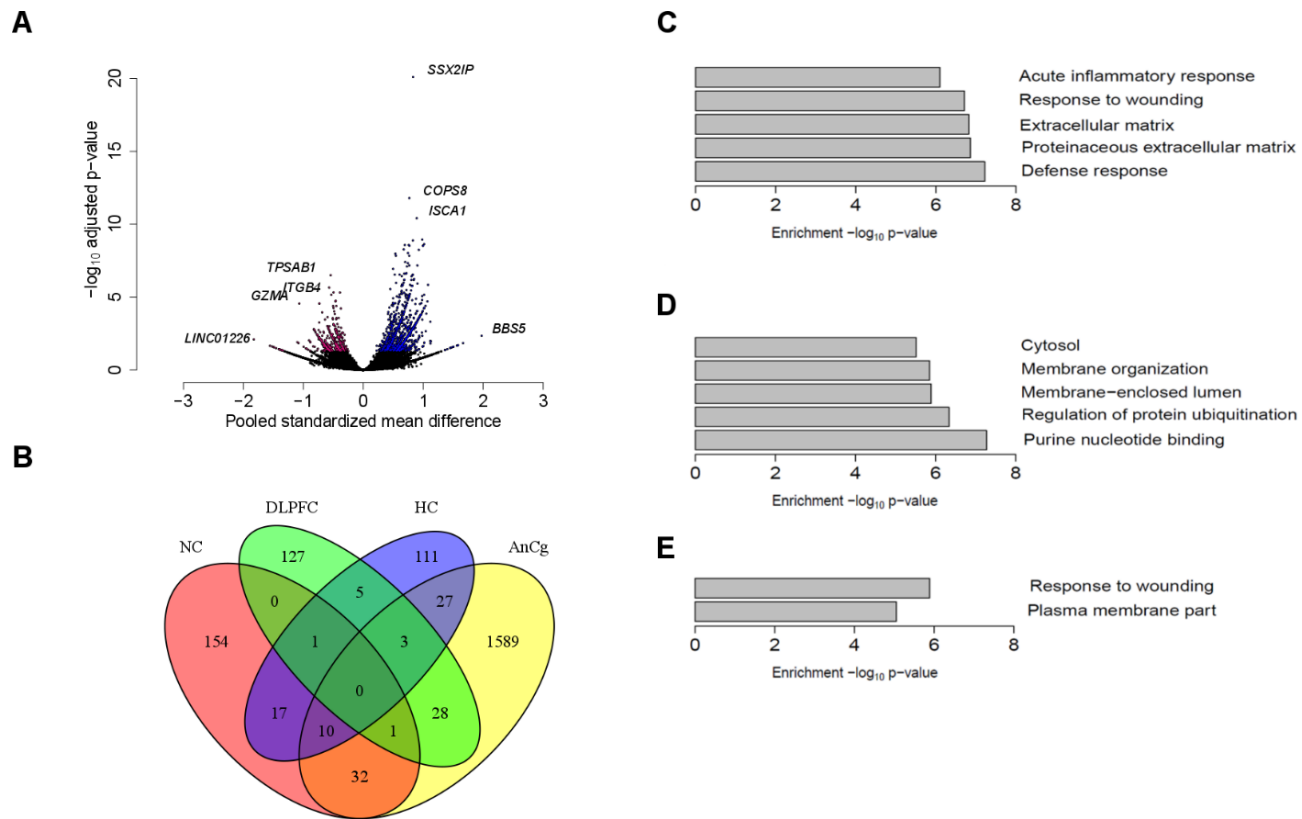 A
20
15
10
5
0
−log10 adjusted p−value
SSX2IP
COPS8
ISCA1
TPSAB1
ITGB4
GZMA
LINC01226
BBS5
−3 −2 −1 0 1 2 3
Pooled standardized mean difference
B
DLPFC HC
NC AnCg
127 111
0 5 27
154 1 3 1589
0
17 10 1 28
32
C
Acute inflammatory response
Response to wounding
Extracellular matrix
Proteinaceous extracellular matrix
Defense response
0 2 4 6 8
Enrichment −log10 p−value
D
Cytosol
Membrane organization
Membrane−enclosed lumen
Regulation of protein ubiquitination
Purine nucleotide binding
0 2 4 6 8
Enrichment −log10 p−value
E
Response to wounding
Plasma membrane part
0 2 4 6 8
Enrichment −log10 p−value